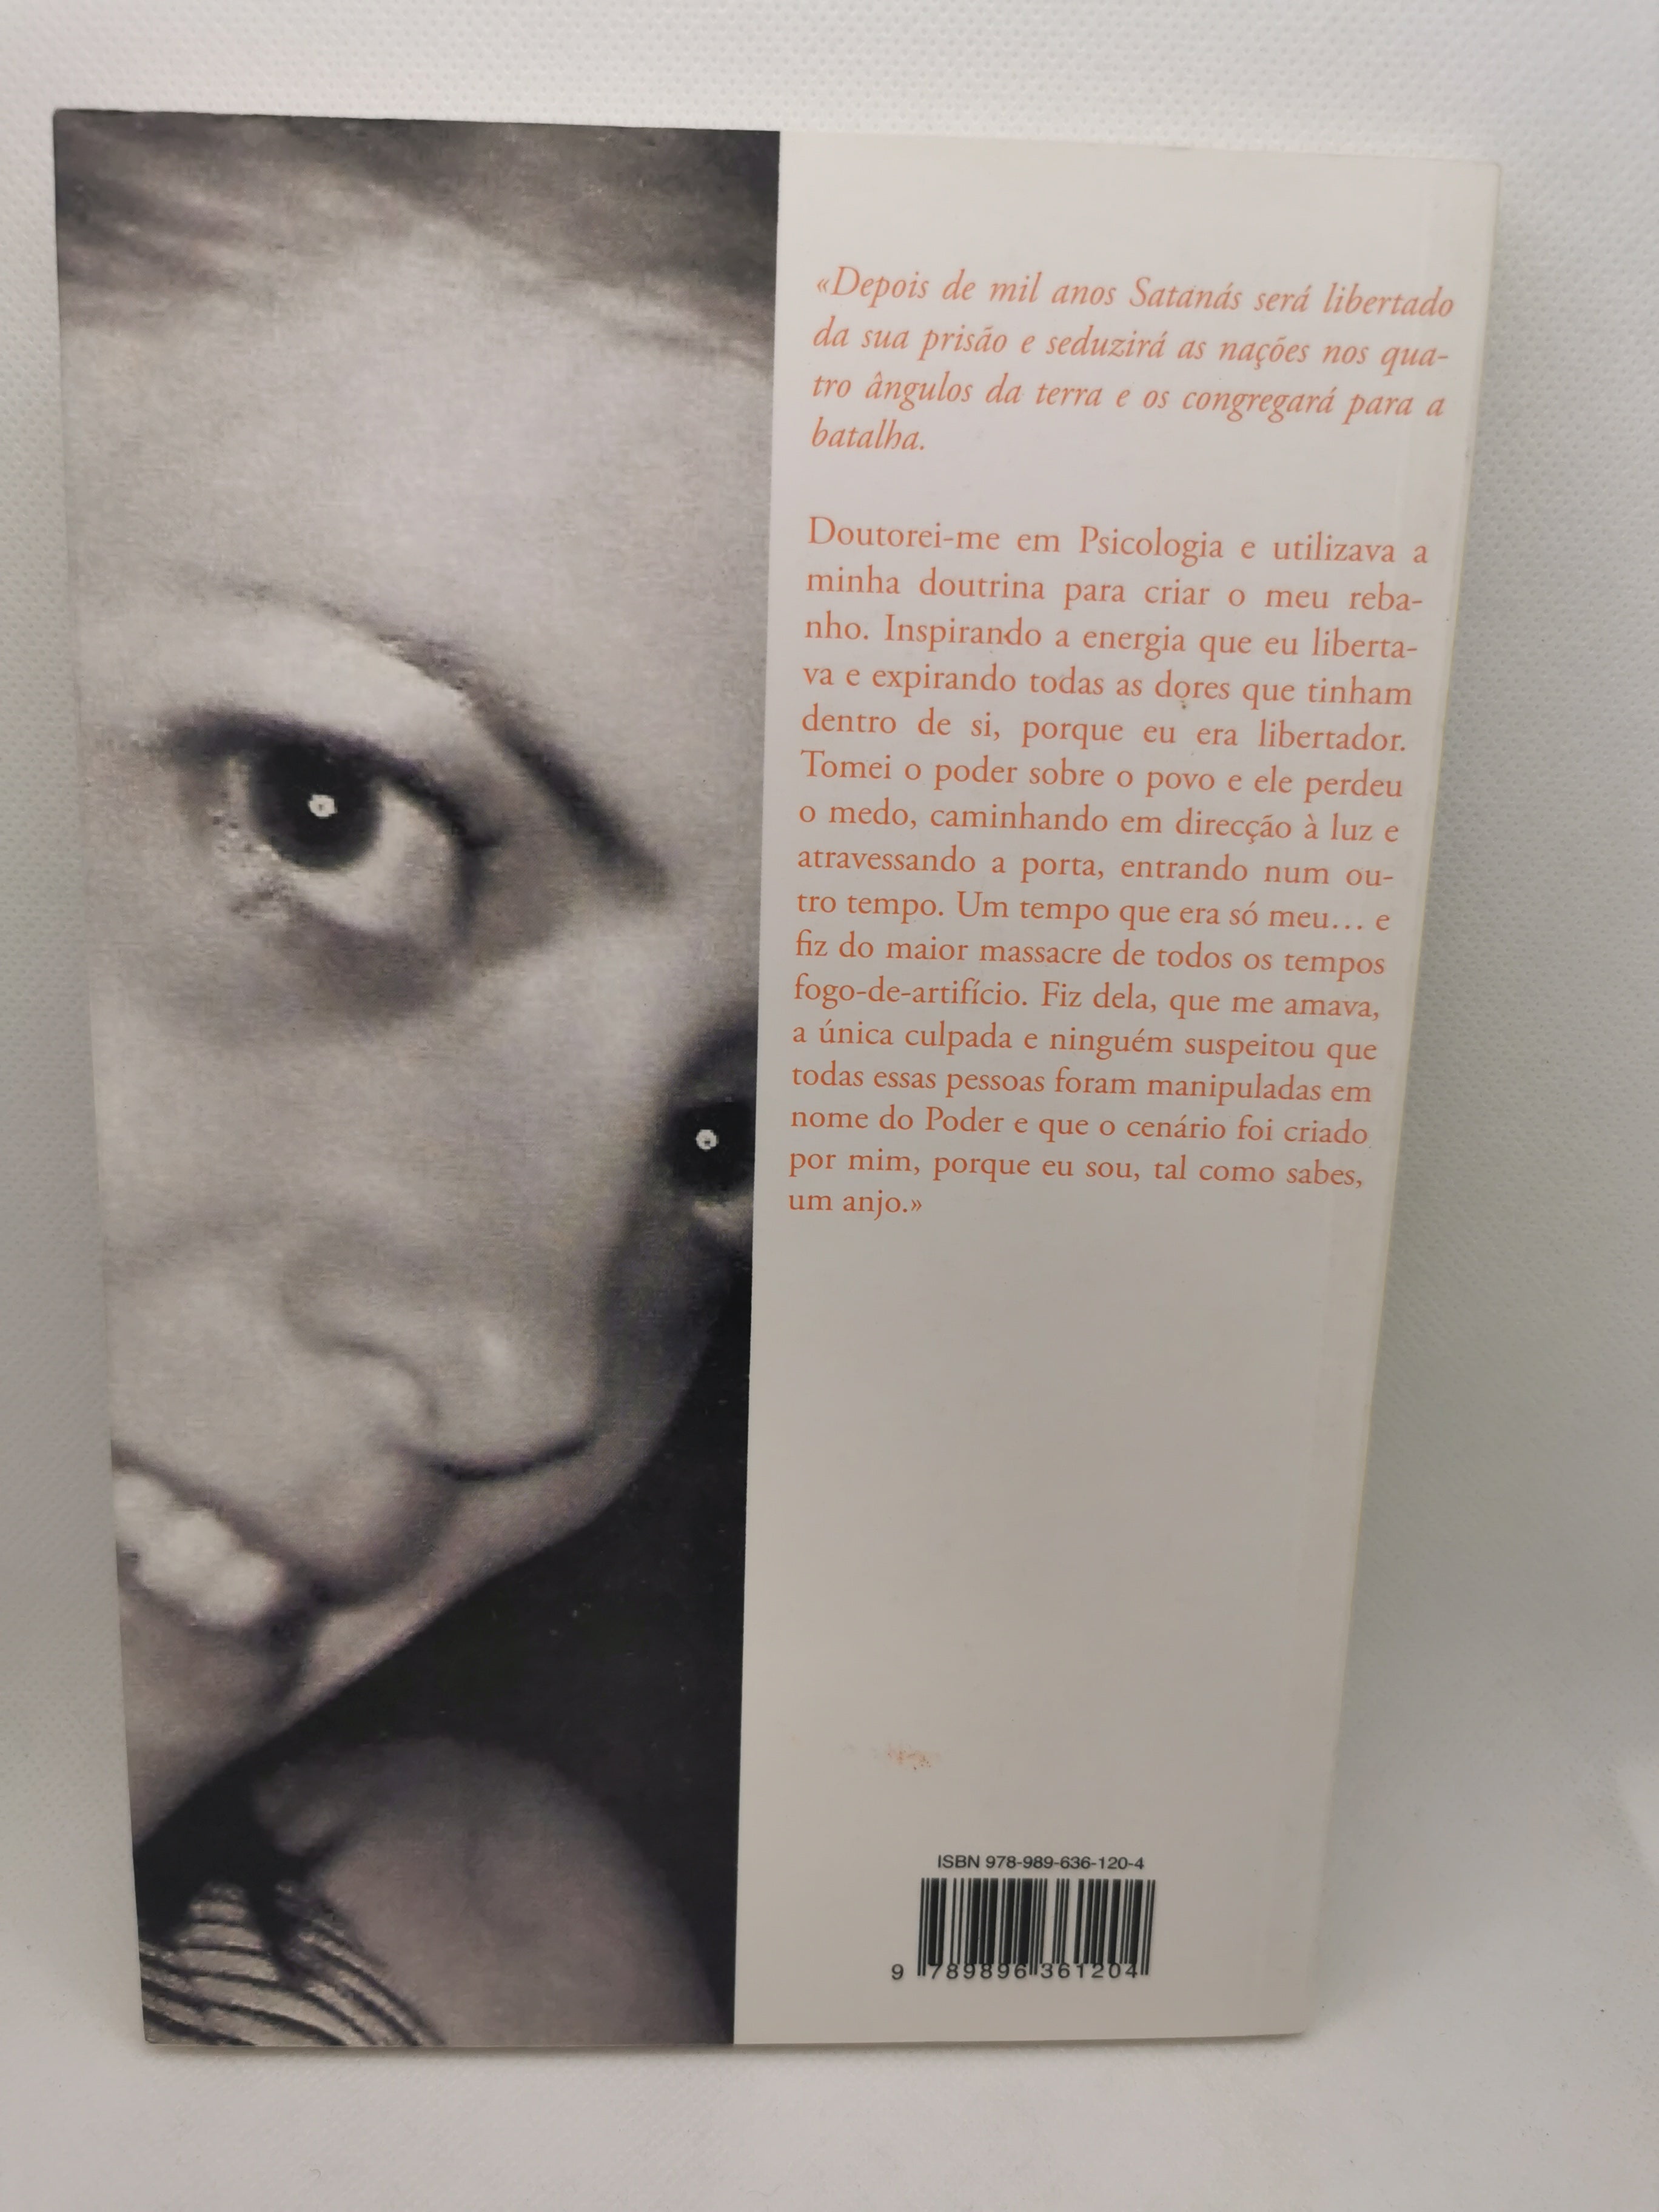 «Depois de mil anos Satanás será libertado
da sua prisão e seduzirá as nações nos qua-
tro ângulos da terra e os congregará para a
batalha.
Doutorei-me em Psicologia e utilizava a
minha doutrina para criar o meu reba-
nho. Inspirando a energia que eu liberta-
va e expirando todas as dores que tinham
dentro de si, porque eu era libertador.
Tomei o poder sobre o povo e ele perdeu
o medo, caminhando em direcção à luz e
atravessando a porta, entrando num ou-
tro tempo. Um tempo que era só meu... e
fiz do maior massacre de todos os tempos
fogo-de-artifício. Fiz dela, que me amava,
a única culpada e ninguém suspeitou que
todas essas pessoas foram manipuladas em
nome do Poder e que o cenário foi criado
por mim, porque eu sou, tal como sabes,
um anjo.»
ISBN 978-989-636-120-4
9 789896 361204